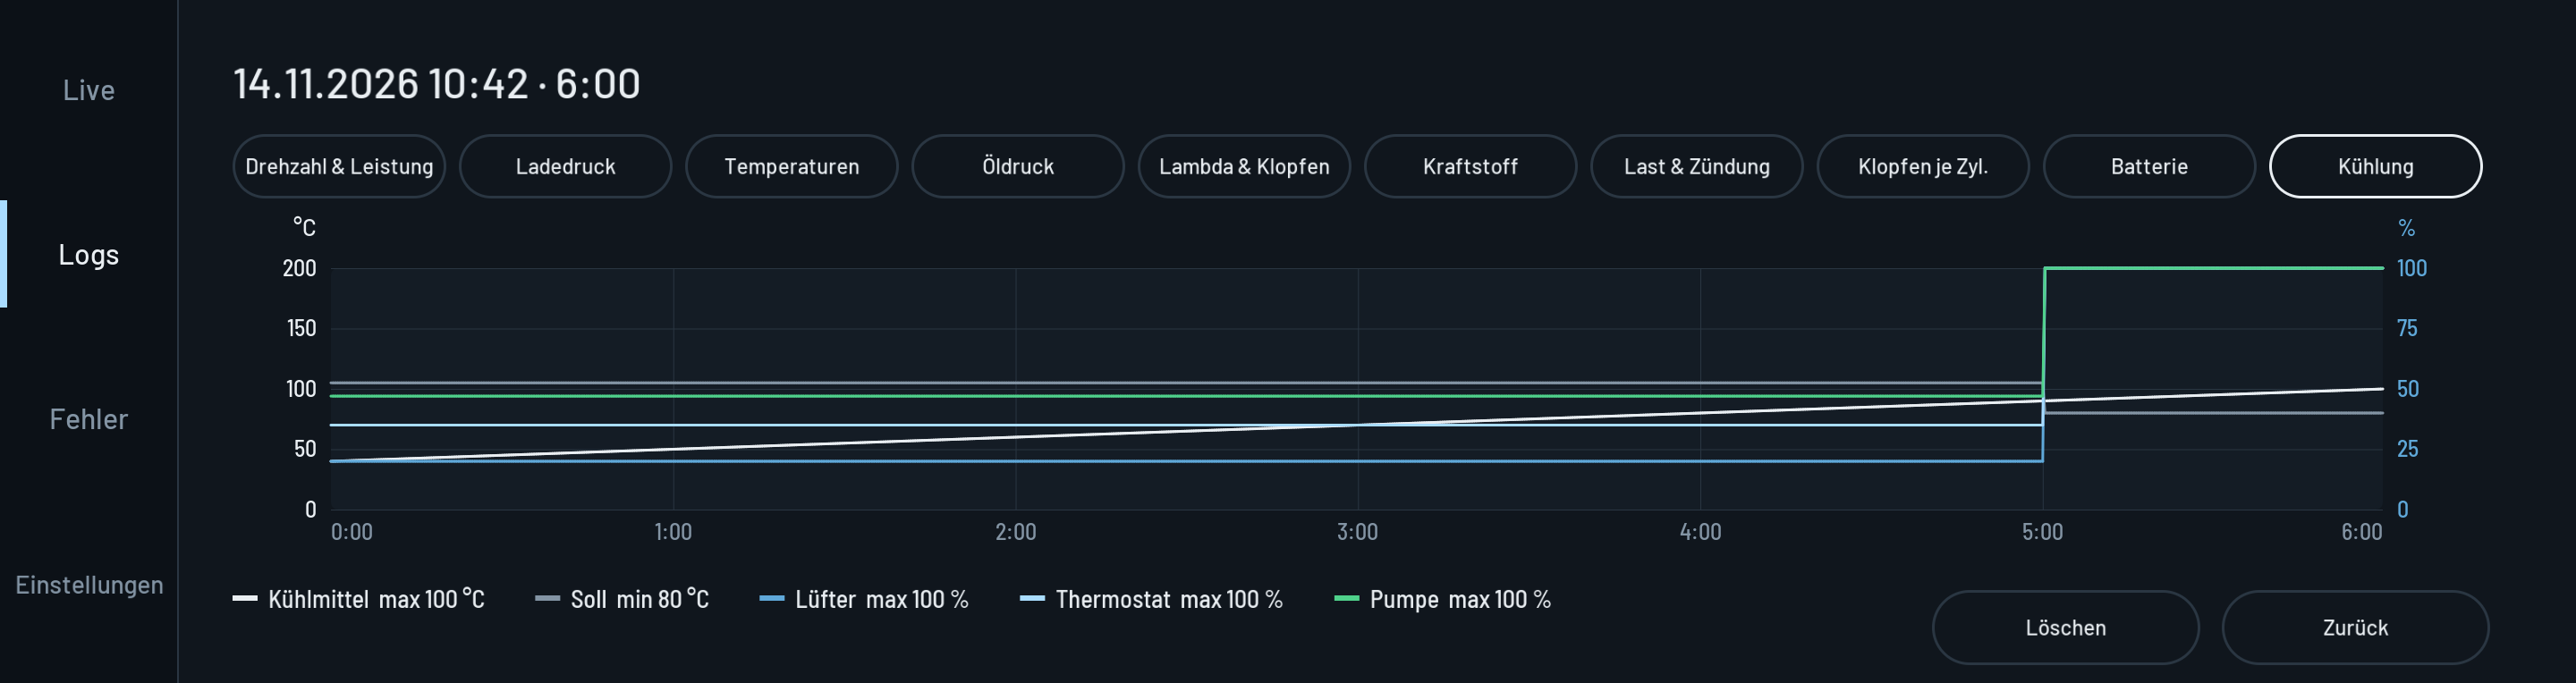 Live
Logs
Fehler
Einstellungen
14.11.2026 10:42 · 6:00
Drehzahl & Leistung
Ladedruck
Temperaturen
Öldruck
Lambda & Klopfen
Kraftstoff
Last & Zündung
Klopfen je Zyl.
Batterie
Kühlung
°C
%
200
150
100
50
0
100
75
50
25
0
0:00
1:00
2:00
3:00
4:00
5:00
6:00
Kühlmittel max 100 °C
Soll min 80 °C
Lüfter max 100 %
Thermostat max 100 %
Pumpe max 100 %
Löschen
Zurück